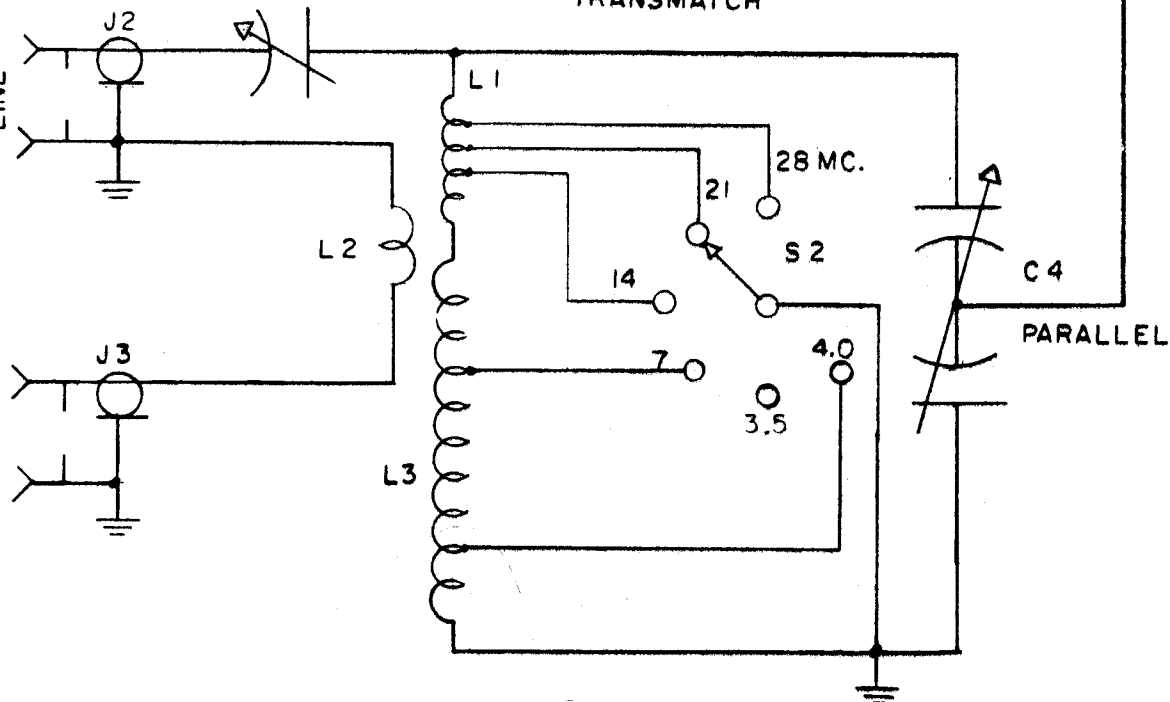 TRANSMATCH
J2
LINE
L1
28 MC.
21
S2
L2
14
C4
PARALLEL
J3
7
4.0
3.5
L3